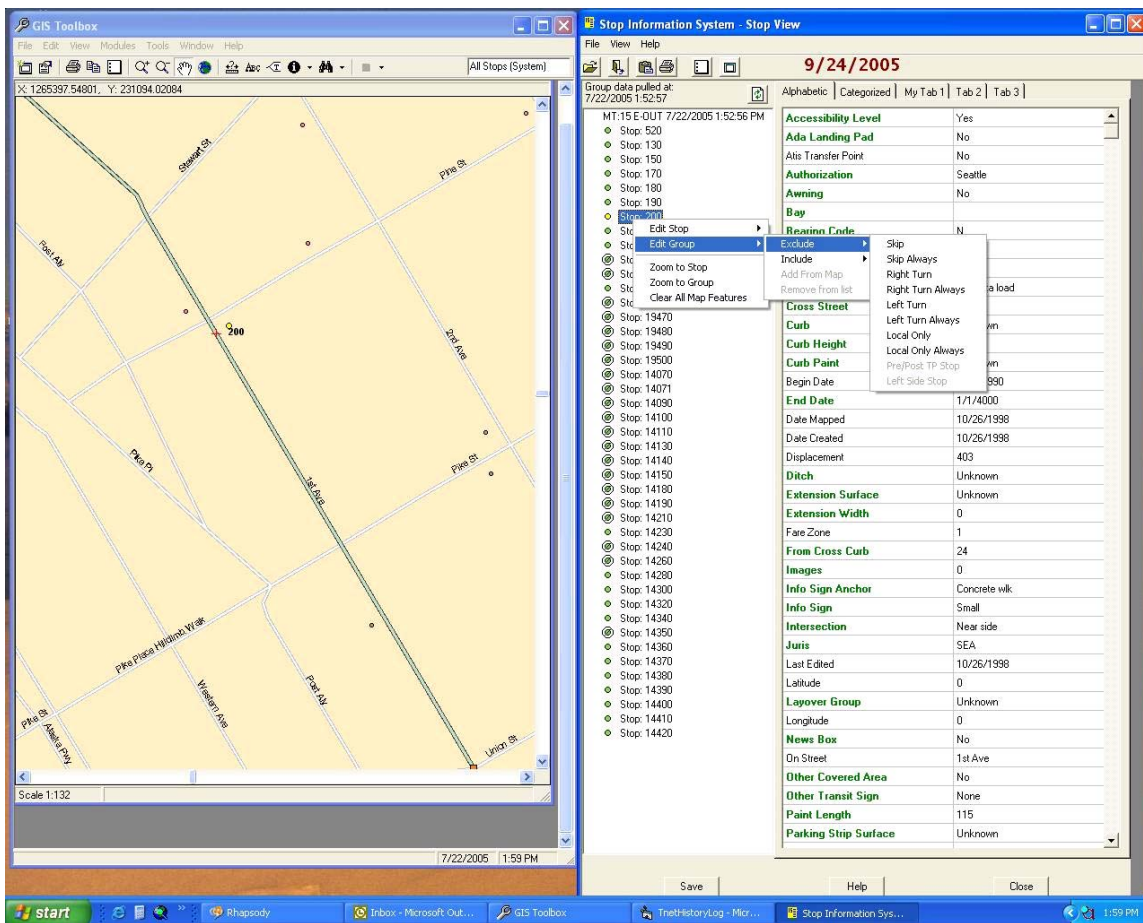 GIS Toolbox
File Edit View Modules Tools Window Help
All Stops (System)
X: 1265397.54801, Y: 231094.02084
Stewart St
Pine St
Post Aly
200
2nd Ave
Pike Pl
Pike St
1st Ave
Pike Place Hillclimb Walk
Western Ave
Post Aly
Pike St
Alaska Pwy
Union St
Scale 1:132
7/22/2005 1:59 PM
Stop Information System - Stop View
File View Help
9/24/2005
Group data pulled at:
7/22/2005 1:52:57
MT:15 E-OUT 7/22/2005 1:52:56 PM
Stop: 520
Stop: 130
Stop: 150
Stop: 170
Stop: 180
Stop: 190
Stop: 200
Stop: 19470
Stop: 19480
Stop: 19490
Stop: 19500
Stop: 14070
Stop: 14071
Stop: 14090
Stop: 14100
Stop: 14110
Stop: 14130
Stop: 14140
Stop: 14150
Stop: 14180
Stop: 14190
Stop: 14210
Stop: 14230
Stop: 14240
Stop: 14260
Stop: 14280
Stop: 14300
Stop: 14320
Stop: 14340
Stop: 14350
Stop: 14360
Stop: 14370
Stop: 14380
Stop: 14390
Stop: 14400
Stop: 14410
Stop: 14420
Edit Stop
Edit Group
Zoom to Stop
Zoom to Group
Clear All Map Features
Exclude
Include
Add From Map
Remove from list
Skip
Skip Always
Right Turn
Right Turn Always
Left Turn
Left Turn Always
Local Only
Local Only Always
Pre/Post TP Stop
Left Side Stop
Alphabetic Categorized My Tab 1 Tab 2 Tab 3
Accessibility Level Yes
Ada Landing Pad No
Atis Transfer Point No
Authorization Seattle
Awning No
Bay
Bearing Code N
a load
Cross Street
Curb wn
Curb Height
Curb Paint wn
Begin Date 990
End Date 1/1/4000
Date Mapped 10/26/1998
Date Created 10/26/1998
Displacement 403
Ditch Unknown
Extension Surface Unknown
Extension Width 0
Fare Zone 1
From Cross Curb 24
Images 0
Info Sign Anchor Concrete wlk
Info Sign Small
Intersection Near side
Juris SEA
Last Edited 10/26/1998
Latitude 0
Layover Group Unknown
Longitude 0
News Box No
On Street 1st Ave
Other Covered Area No
Other Transit Sign None
Paint Length 115
Parking Strip Surface Unknown
Save Help Close
start Rhapsody Inbox - Microsoft Out... GIS Toolbox TnetHistoryLog - Micr... Stop Information Sys... 1:59 PM